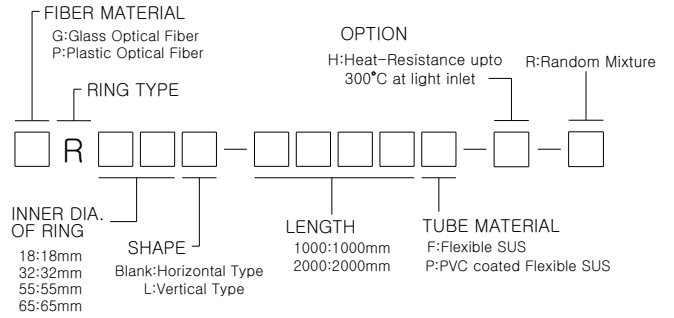 FIBER MATERIAL
G:Glass Optical Fiber
P:Plastic Optical Fiber
OPTION
H:Heat-Resistance upto
300°C at light inlet
R:Random Mixture
RING TYPE
R
INNER DIA.
OF RING
18:18mm
32:32mm
55:55mm
65:65mm
SHAPE
Blank:Horizontal Type
L:Vertical Type
LENGTH
1000:1000mm
2000:2000mm
TUBE MATERIAL
F:Flexible SUS
P:PVC coated Flexible SUS